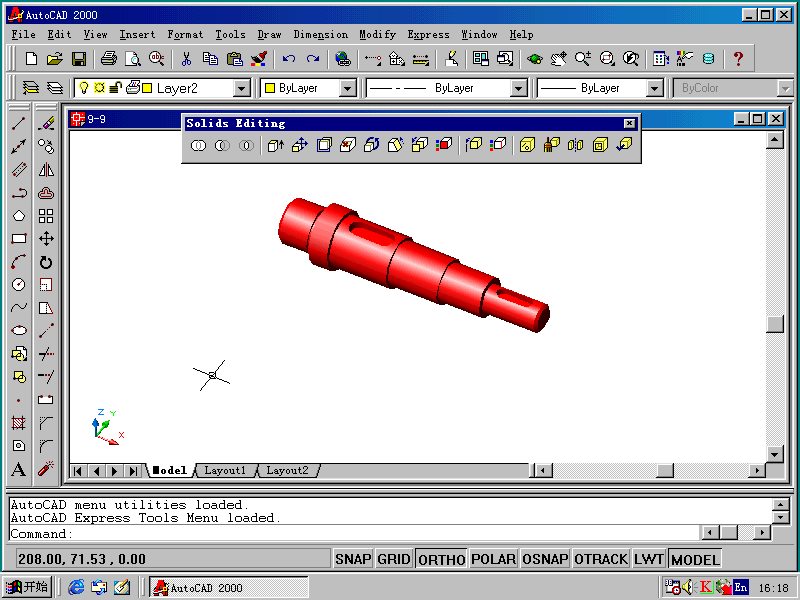 AutoCAD 2000
File Edit View Insert Format Tools Draw Dimension Modify Express Window Help
Layer2 ByLayer ByLayer ByLayer ByColor
9-9
Solids Editing
Z Y
X
Model Layout1 Layout2
AutoCAD menu utilities loaded.
AutoCAD Express Tools Menu loaded.
Command:
208.00, 71.53 , 0.00 SNAP GRID ORTHO POLAR OSNAP OTRACK LWT MODEL
开始 AutoCAD 2000 K En 16:18